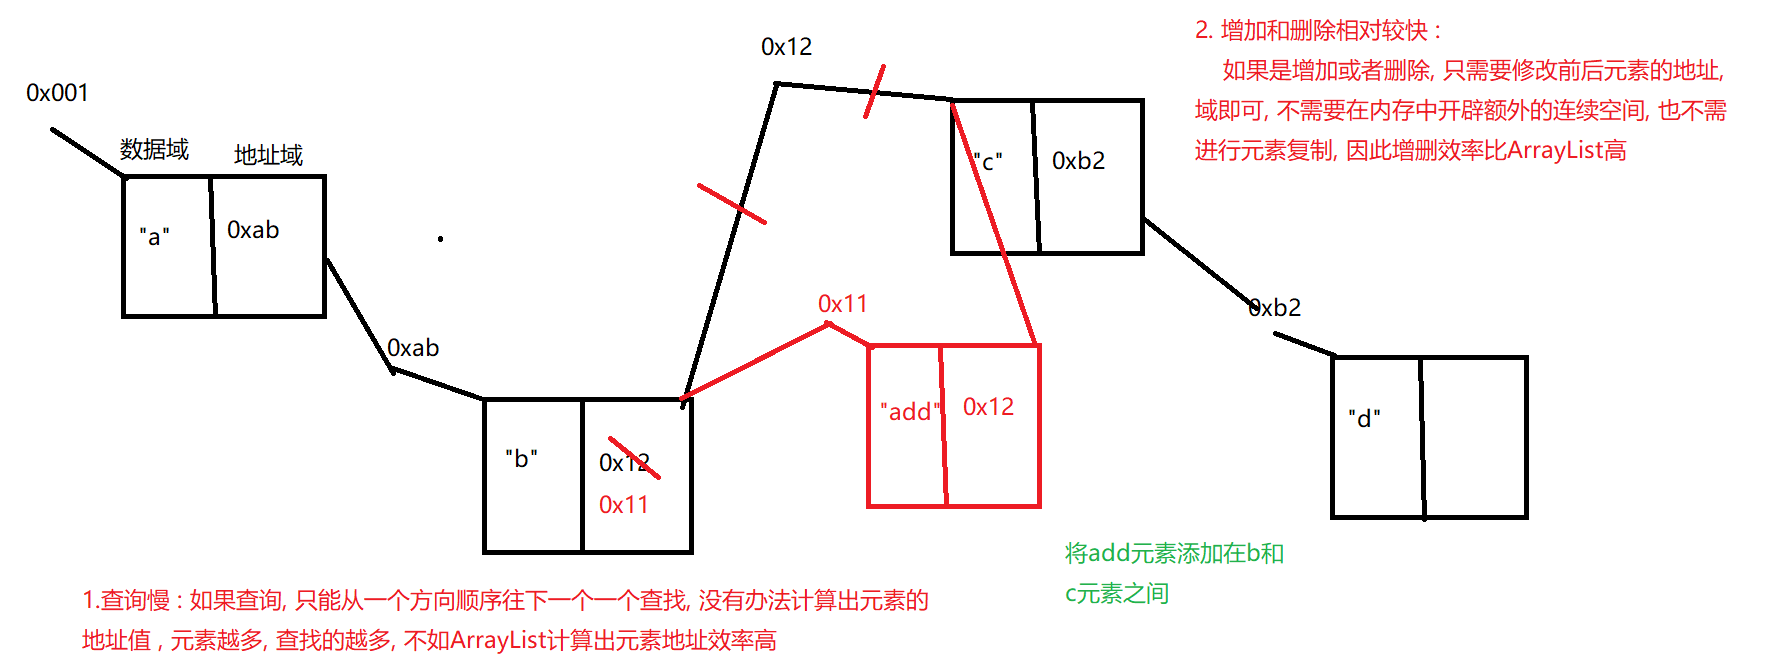 0x12
2. 增加和删除相对较快 :
如果是增加或者删除, 只需要修改前后元素的地址,
域即可, 不需要在内存中开辟额外的连续空间, 也不需
进行元素复制, 因此增删效率比ArrayList高
0x001
数据域 地址域
"a" 0xab
"c" 0xb2
0x11
0xb2
0xab
"add" 0x12
"d"
"b" 0x12
0x11
将add元素添加在b和
c元素之间
1.查询慢 : 如果查询, 只能从一个方向顺序往下一个一个查找, 没有办法计算出元素的
地址值 , 元素越多, 查找的越多, 不如ArrayList计算出元素地址效率高